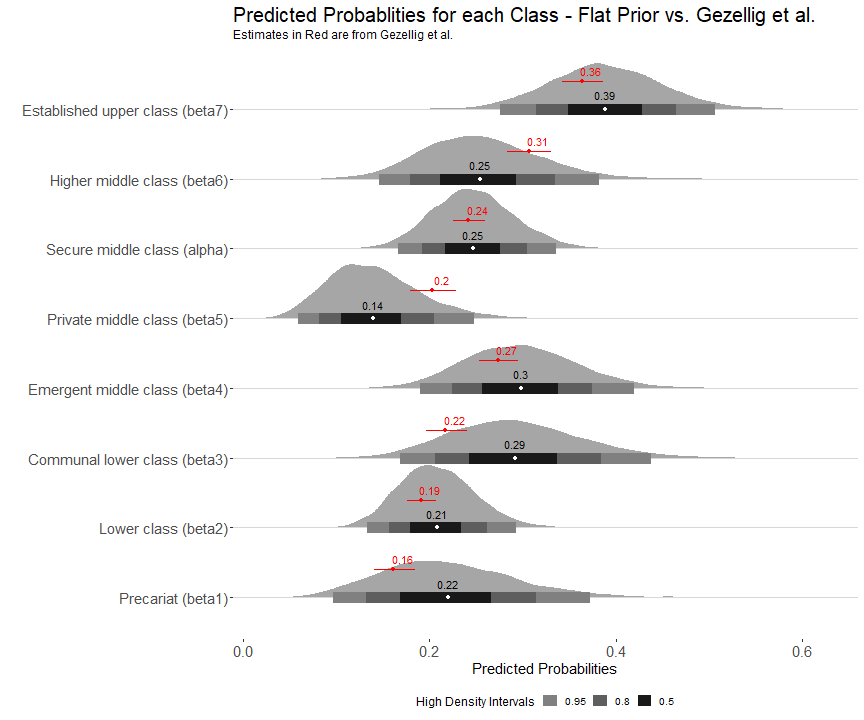 Predicted Probablities for each Class - Flat Prior vs. Gezellig et al.
Estimates in Red are from Gezellig et al.
0.36
0.39
Established upper class (beta7)
0.31
0.25
Higher middle class (beta6)
0.24
0.25
Secure middle class (alpha)
0.2
0.14
Private middle class (beta5)
0.27
0.3
Emergent middle class (beta4)
0.22
0.29
Communal lower class (beta3)
0.19
0.21
Lower class (beta2)
0.16
0.22
Precariat (beta1)
0.0 0.2 0.4 0.6
Predicted Probabilities
High Density Intervals 0.95 0.8 0.5